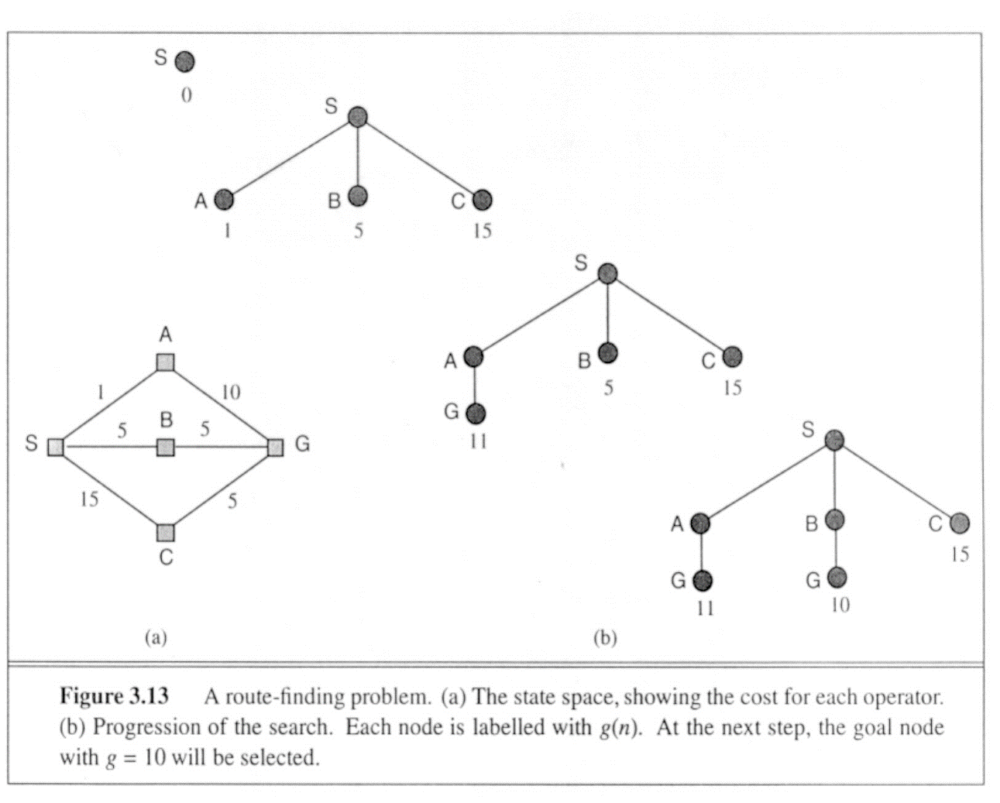 S
0
S
A
B
C
1
5
15
S
A
B
C
5
15
G
11
S
A
B
C
15
G
G
11
10
A
1
10
B
5
5
S
G
15
5
C
(a)
(b)
Figure 3.13 A route-finding problem. (a) The state space, showing the cost for each operator.
(b) Progression of the search. Each node is labelled with g(n). At the next step, the goal node
with g = 10 will be selected.